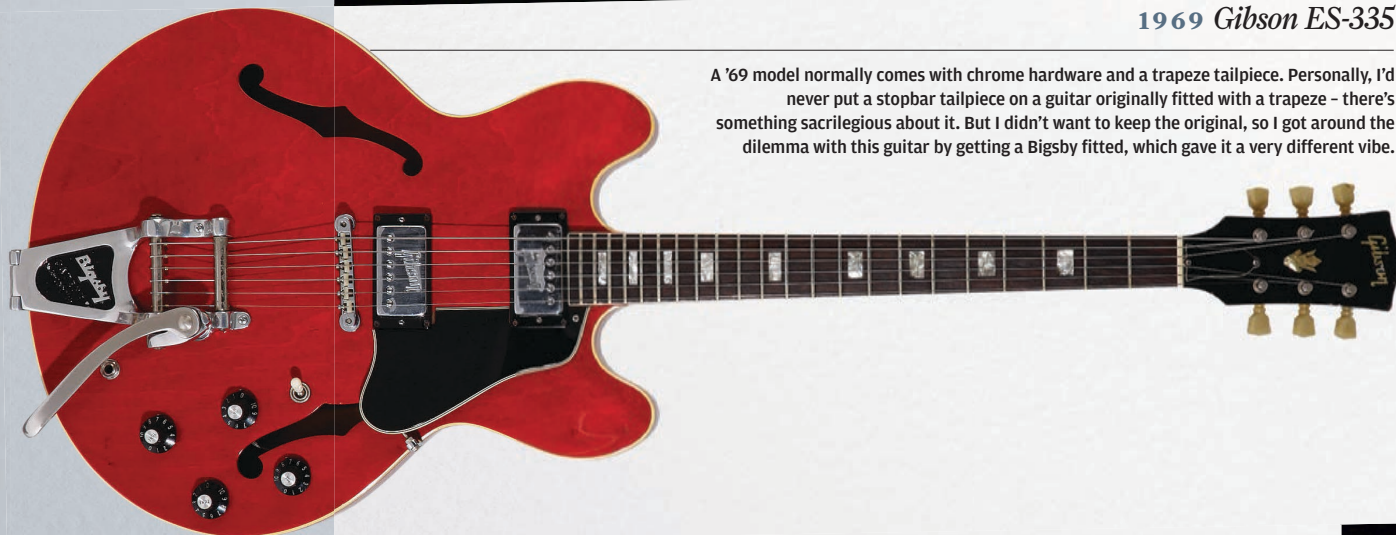 1969 Gibson ES-335
A ’69 model normally comes with chrome hardware and a trapeze tailpiece. Personally, I’d
never put a stopbar tailpiece on a guitar originally fitted with a trapeze – there’s
something sacrilegious about it. But I didn’t want to keep the original, so I got around the
dilemma with this guitar by getting a Bigsby fitted, which gave it a very different vibe.
Bigsby
Gibson